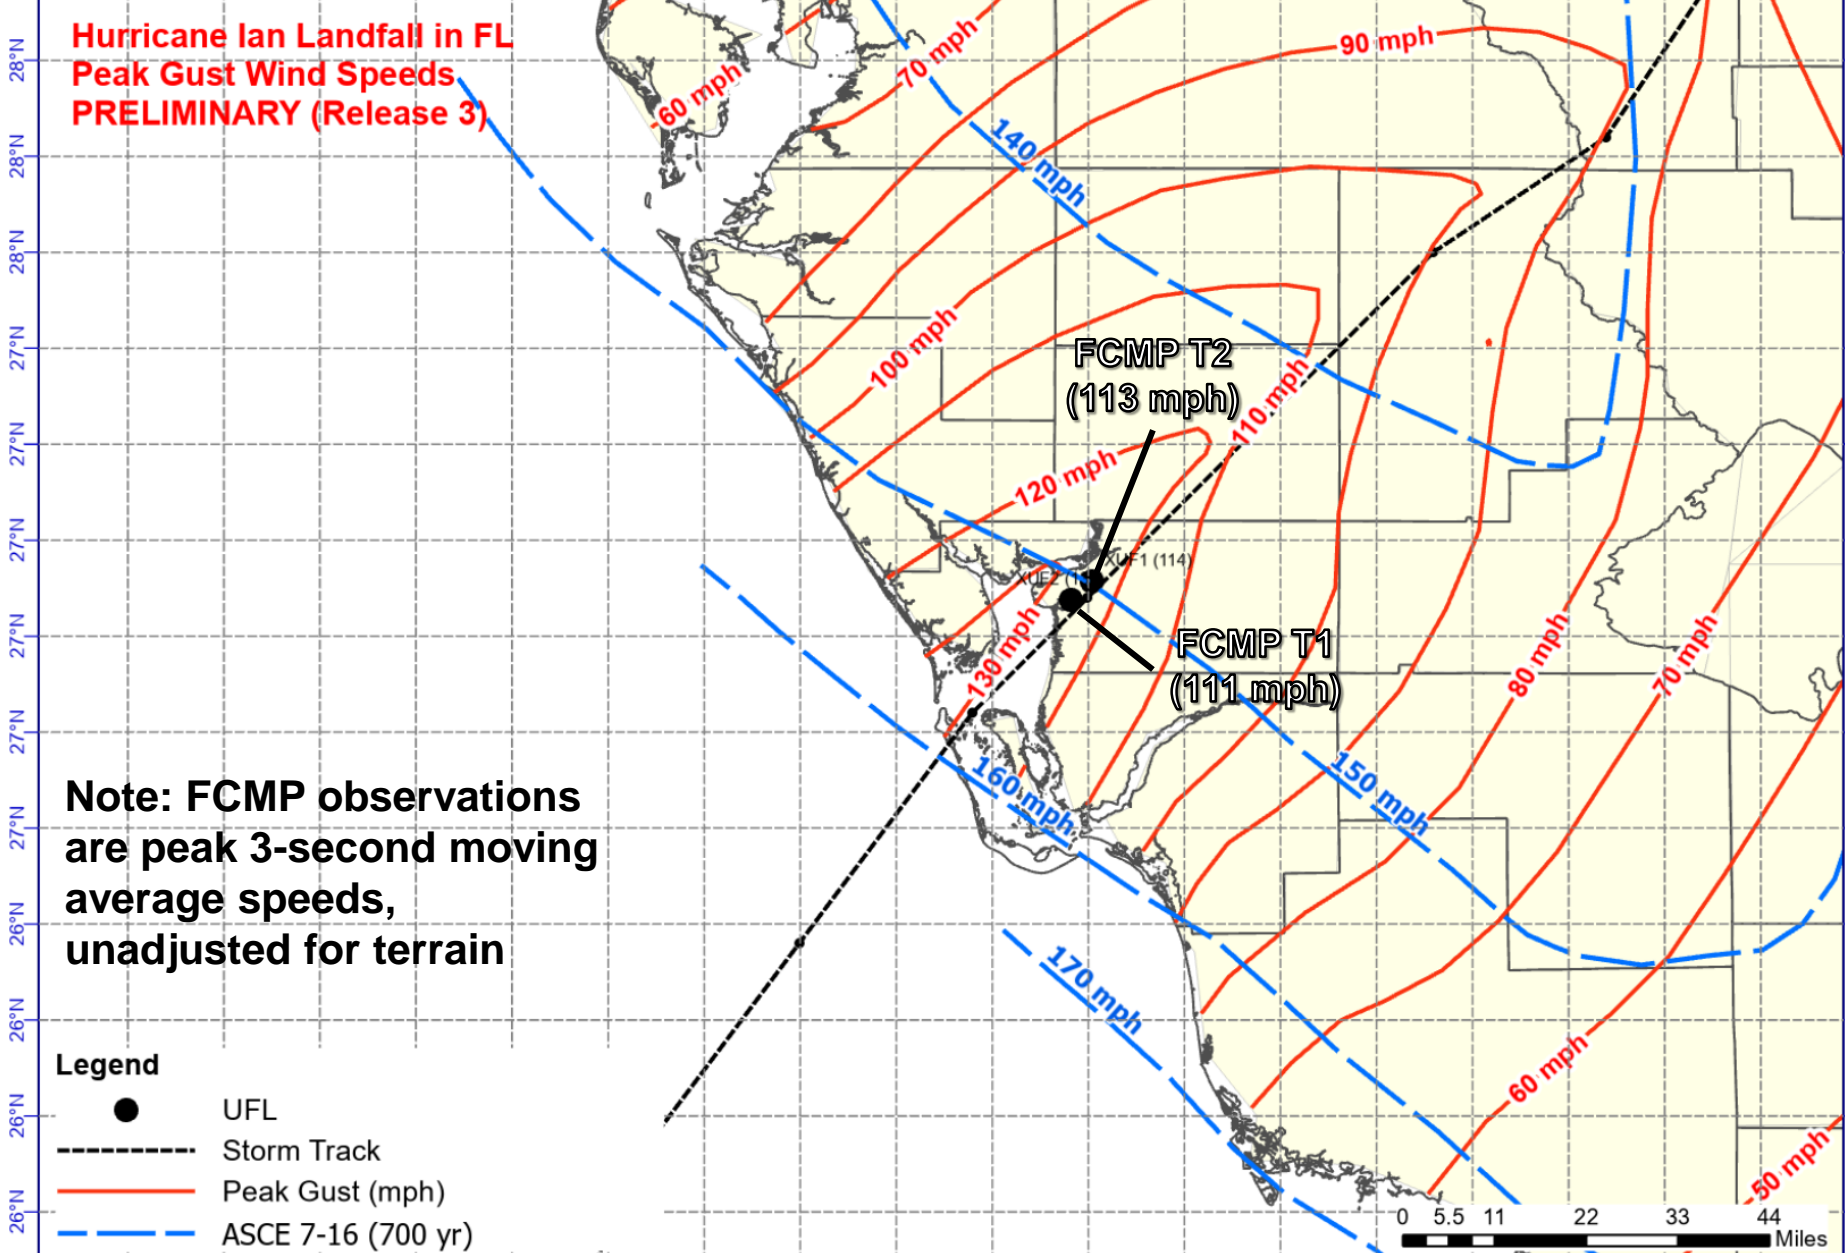 Hurricane Ian Landfall in FL
Peak Gust Wind Speeds
PRELIMINARY (Release 3)
28°N
28°N
28°N
27°N
27°N
27°N
27°N
27°N
27°N
26°N
26°N
26°N
26°N
60 mph
70 mph
90 mph
140 mph
100 mph
FCMP T2
(113 mph)
110 mph
120 mph
XUF1 (114)
XUF2 (1
130 mph
FCMP T1
(111 mph)
80 mph
70 mph
160 mph
150 mph
170 mph
60 mph
50 mph
Note: FCMP observations
are peak 3-second moving
average speeds,
unadjusted for terrain
Legend
UFL
Storm Track
Peak Gust (mph)
ASCE 7-16 (700 yr)
0 5.5 11 22 33 44
Miles